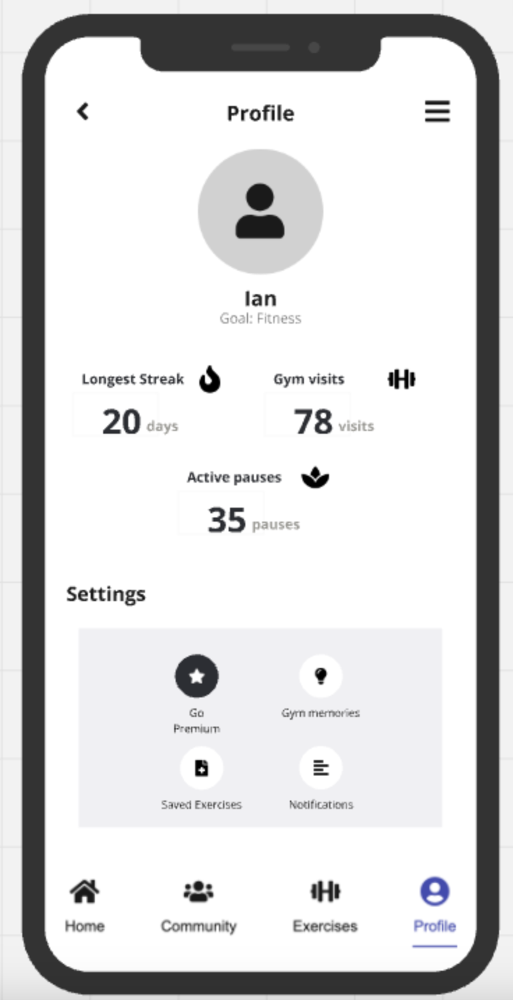 Profile
Ian
Goal: Fitness
Longest Streak Gym visits
20 days 78 visits
Active pauses
35 pauses
Settings
Go Gym memories
Premium
Saved Exercises Notifications
Home Community Exercises Profile